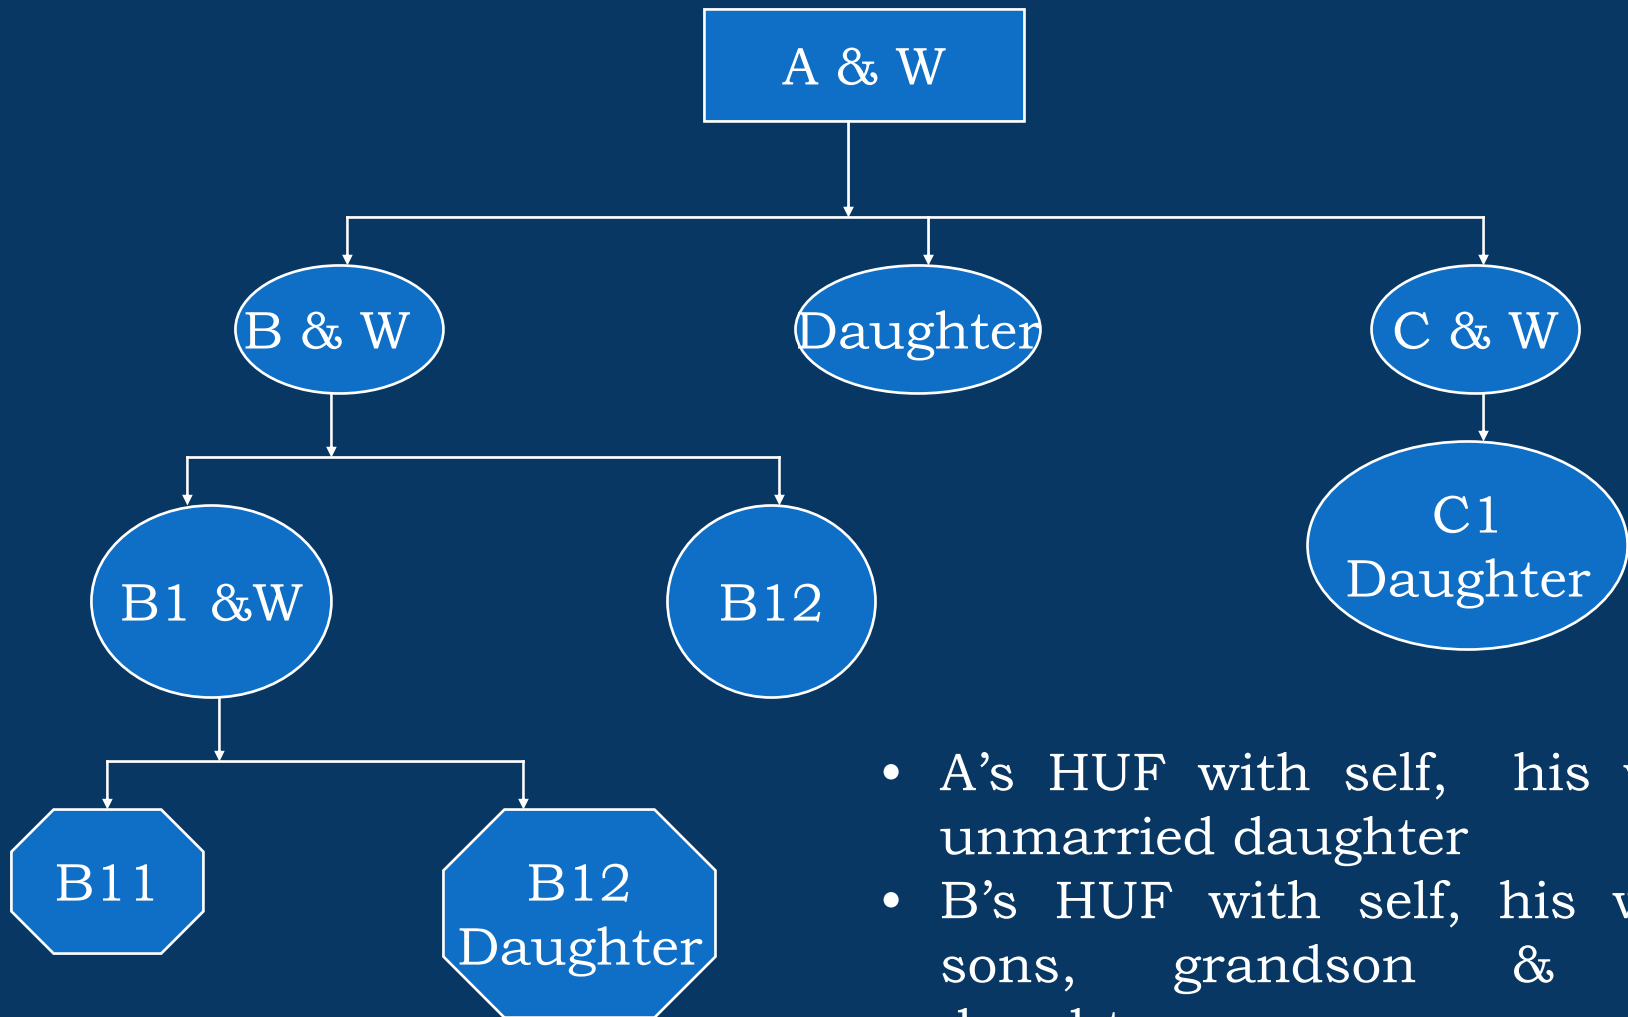 A & W
B & W
Daughter
C & W
C1
Daughter
B1 &W
B12
B11
B12
Daughter
• A’s HUF with self, his
unmarried daughter
• B’s HUF with self, his
sons, grandson &